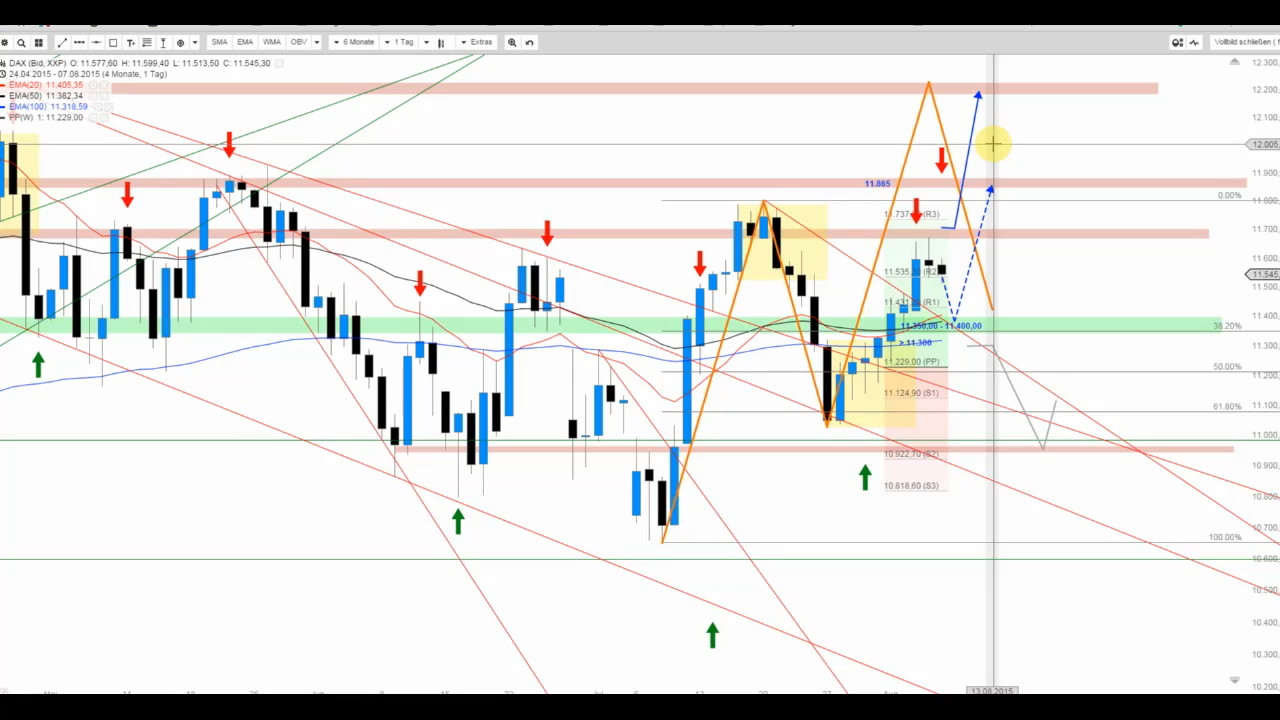 SMA EMA WMA OBV 6 Monate 1 Tag Extras Vollbild schließen ( f
DAX (Bid, XXP) O: 11.577,60 H: 11.599,40 L: 11.513,50 C: 11.545,30
24.04.2015 - 07.08.2015 (4 Monate, 1 Tag)
EMA(20) 11.405,35
EMA(50) 11.382,34
EMA(100) 11.318,59
PP(W) 1: 11.229,00
12.300,
12.200,
12.100,
12.005,
11.900,
11.865
0.00%
11.800,
11.737, (R3)
11.700,
11.600,
11.535, (R2)
11.545,
11.500,
11.431, (R1)
11.400,
11.350,00 - 11.400,00
38.20%
> 11.300
11.300,
11.229,00 (PP)
50.00%
11.200,
11.124,90 (S1)
11.100,
61.80%
11.000,
10.922,70 (S2)
10.900,
10.818,60 (S3)
10.800,
10.700,
100.00%
10.600,
10.500,
10.400,
10.300,
10.200,
13.08.2015